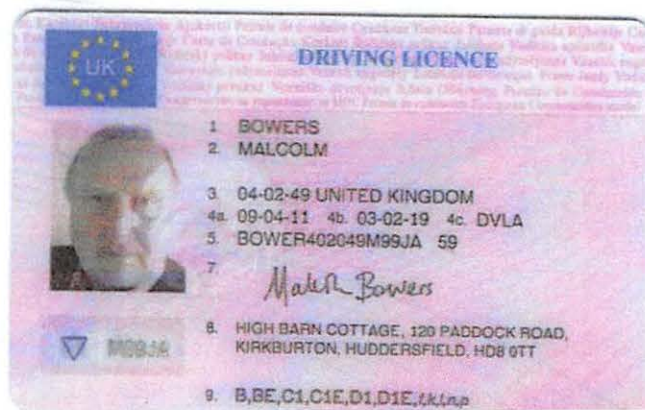 UK
DRIVING LICENCE
1. BOWERS
2. MALCOLM
3. 04-02-49 UNITED KINGDOM
4a. 09-04-11 4b. 03-02-19 4c. DVLA
5. BOWER402049M99JA 59
7. Malcolm Bowers
M99JA
8. HIGH BARN COTTAGE, 120 PADDOCK ROAD,
KIRKBURTON, HUDDERSFIELD, HD8 0TT
9. B,BE,C1,C1E,D1,D1E,f,k,l,n,p